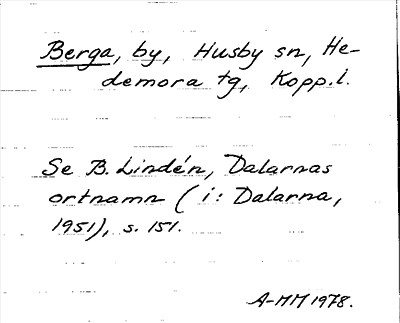 Berga, by, Husby sn, He-
demora tg, Kopp.l.
Se B. Lindén, Dalarnas
ortnamn (i: Dalarna,
1951), s. 151.
A-MM 1978.